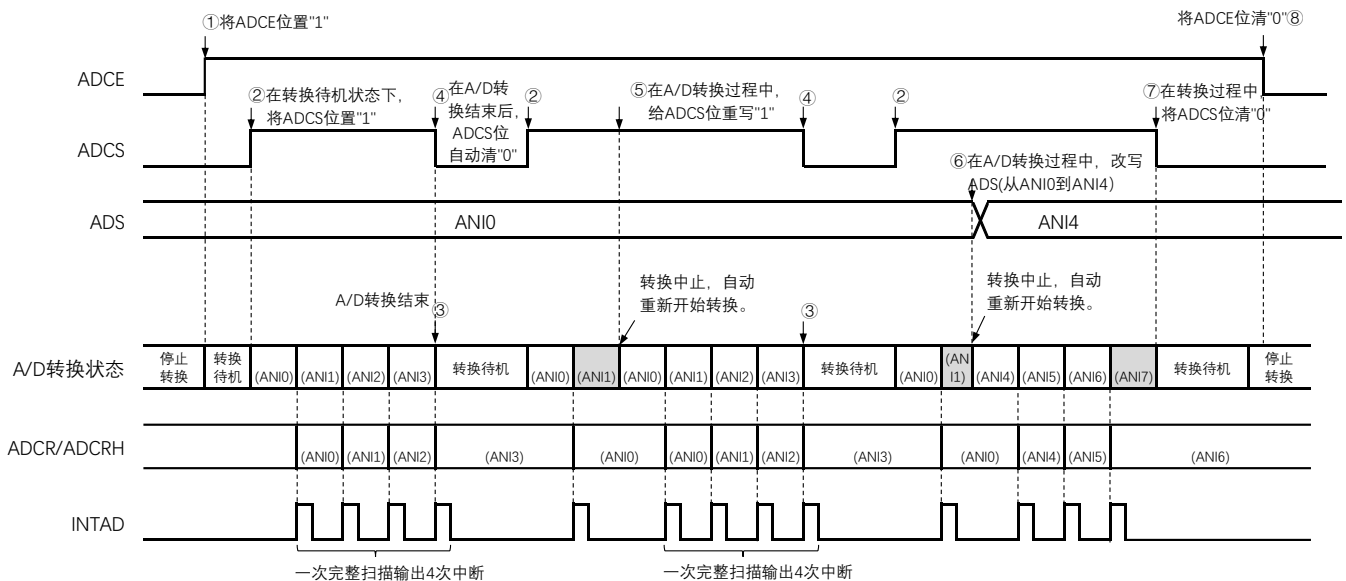 ①将ADCE位置"1"
将ADCE位清"0"⑧
ADCE
②在转换待机状态下，
将ADCS位置"1"
④在A/D转
换结束后，
ADCS位
自动清"0"
②
⑤在A/D转换过程中，
给ADCS位重写"1"
④
②
⑦在转换过程中，
将ADCS位清"0"
ADCS
⑥在A/D转换过程中，改写
ADS(从ANI0到ANI4）
ADS
ANI0
ANI4
A/D转换结束
③
转换中止，自动
重新开始转换。
③
转换中止，自动
重新开始转换。
A/D转换状态
停止
转换
转换
待机
(ANI0)
(ANI1)
(ANI2)
(ANI3)
转换待机
(ANI0)
(ANI1)
(ANI0)
(ANI1)
(ANI2)
(ANI3)
转换待机
(ANI0)
(AN
I1)
(ANI4)
(ANI5)
(ANI6)
(ANI7)
转换待机
停止
转换
ADCR/ADCRH
(ANI0)
(ANI1)
(ANI2)
(ANI3)
(ANI0)
(ANI0)
(ANI1)
(ANI2)
(ANI3)
(ANI0)
(ANI4)
(ANI5)
(ANI6)
INTAD
一次完整扫描输出4次中断
一次完整扫描输出4次中断